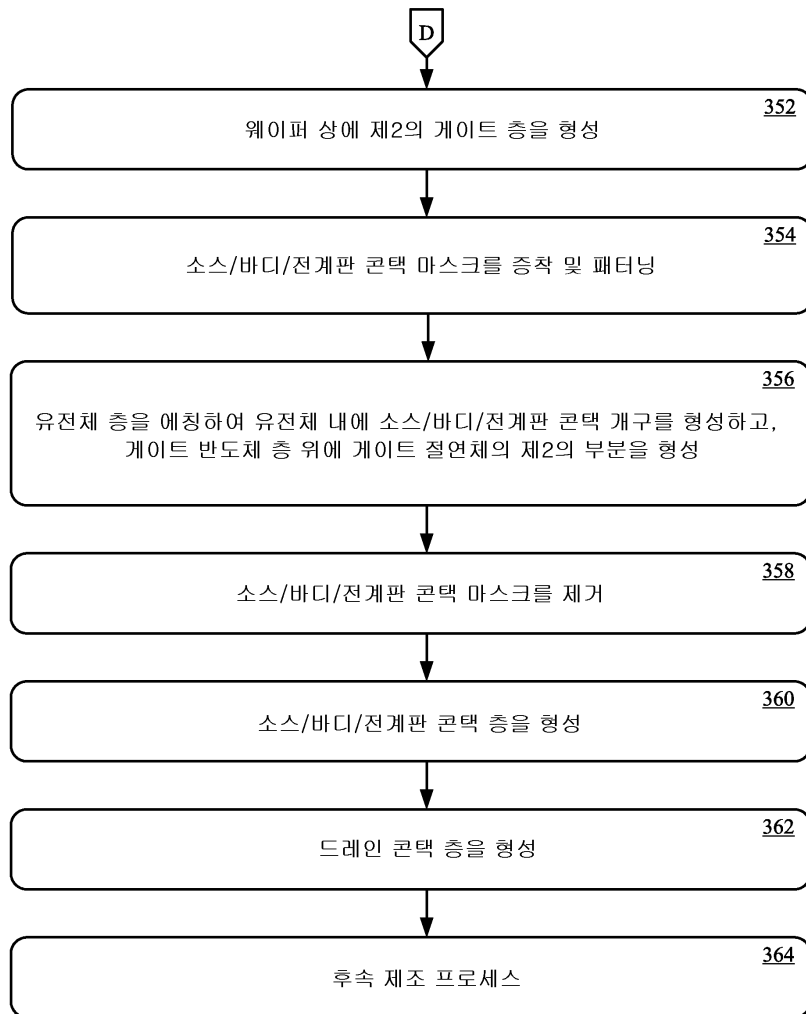 D
352
웨이퍼 상에 제2의 게이트 층을 형성
354
소스/바디/전계판 콘택 마스크를 증착 및 패터닝
356
유전체 층을 에칭하여 유전체 내에 소스/바디/전계판 콘택 개구를 형성하고,
게이트 반도체 층 위에 게이트 절연체의 제2의 부분을 형성
358
소스/바디/전계판 콘택 마스크를 제거
360
소스/바디/전계판 콘택 층을 형성
362
드레인 콘택 층을 형성
364
후속 제조 프로세스